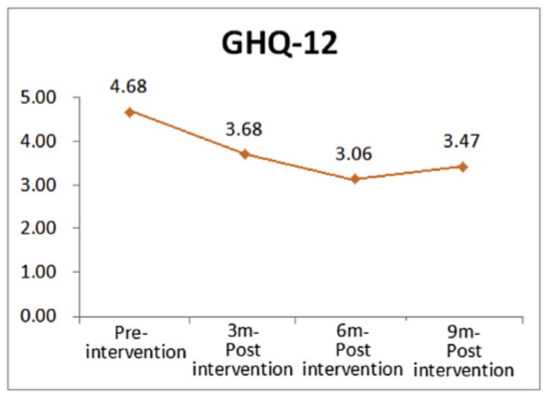 GHQ-12
4.68
3.68
3.06
3.47
5.00
4.00
3.00
2.00
1.00
0.00
Pre-
intervention
3m-
Post
intervention
6m-
Post
intervention
9m-
Post
intervention